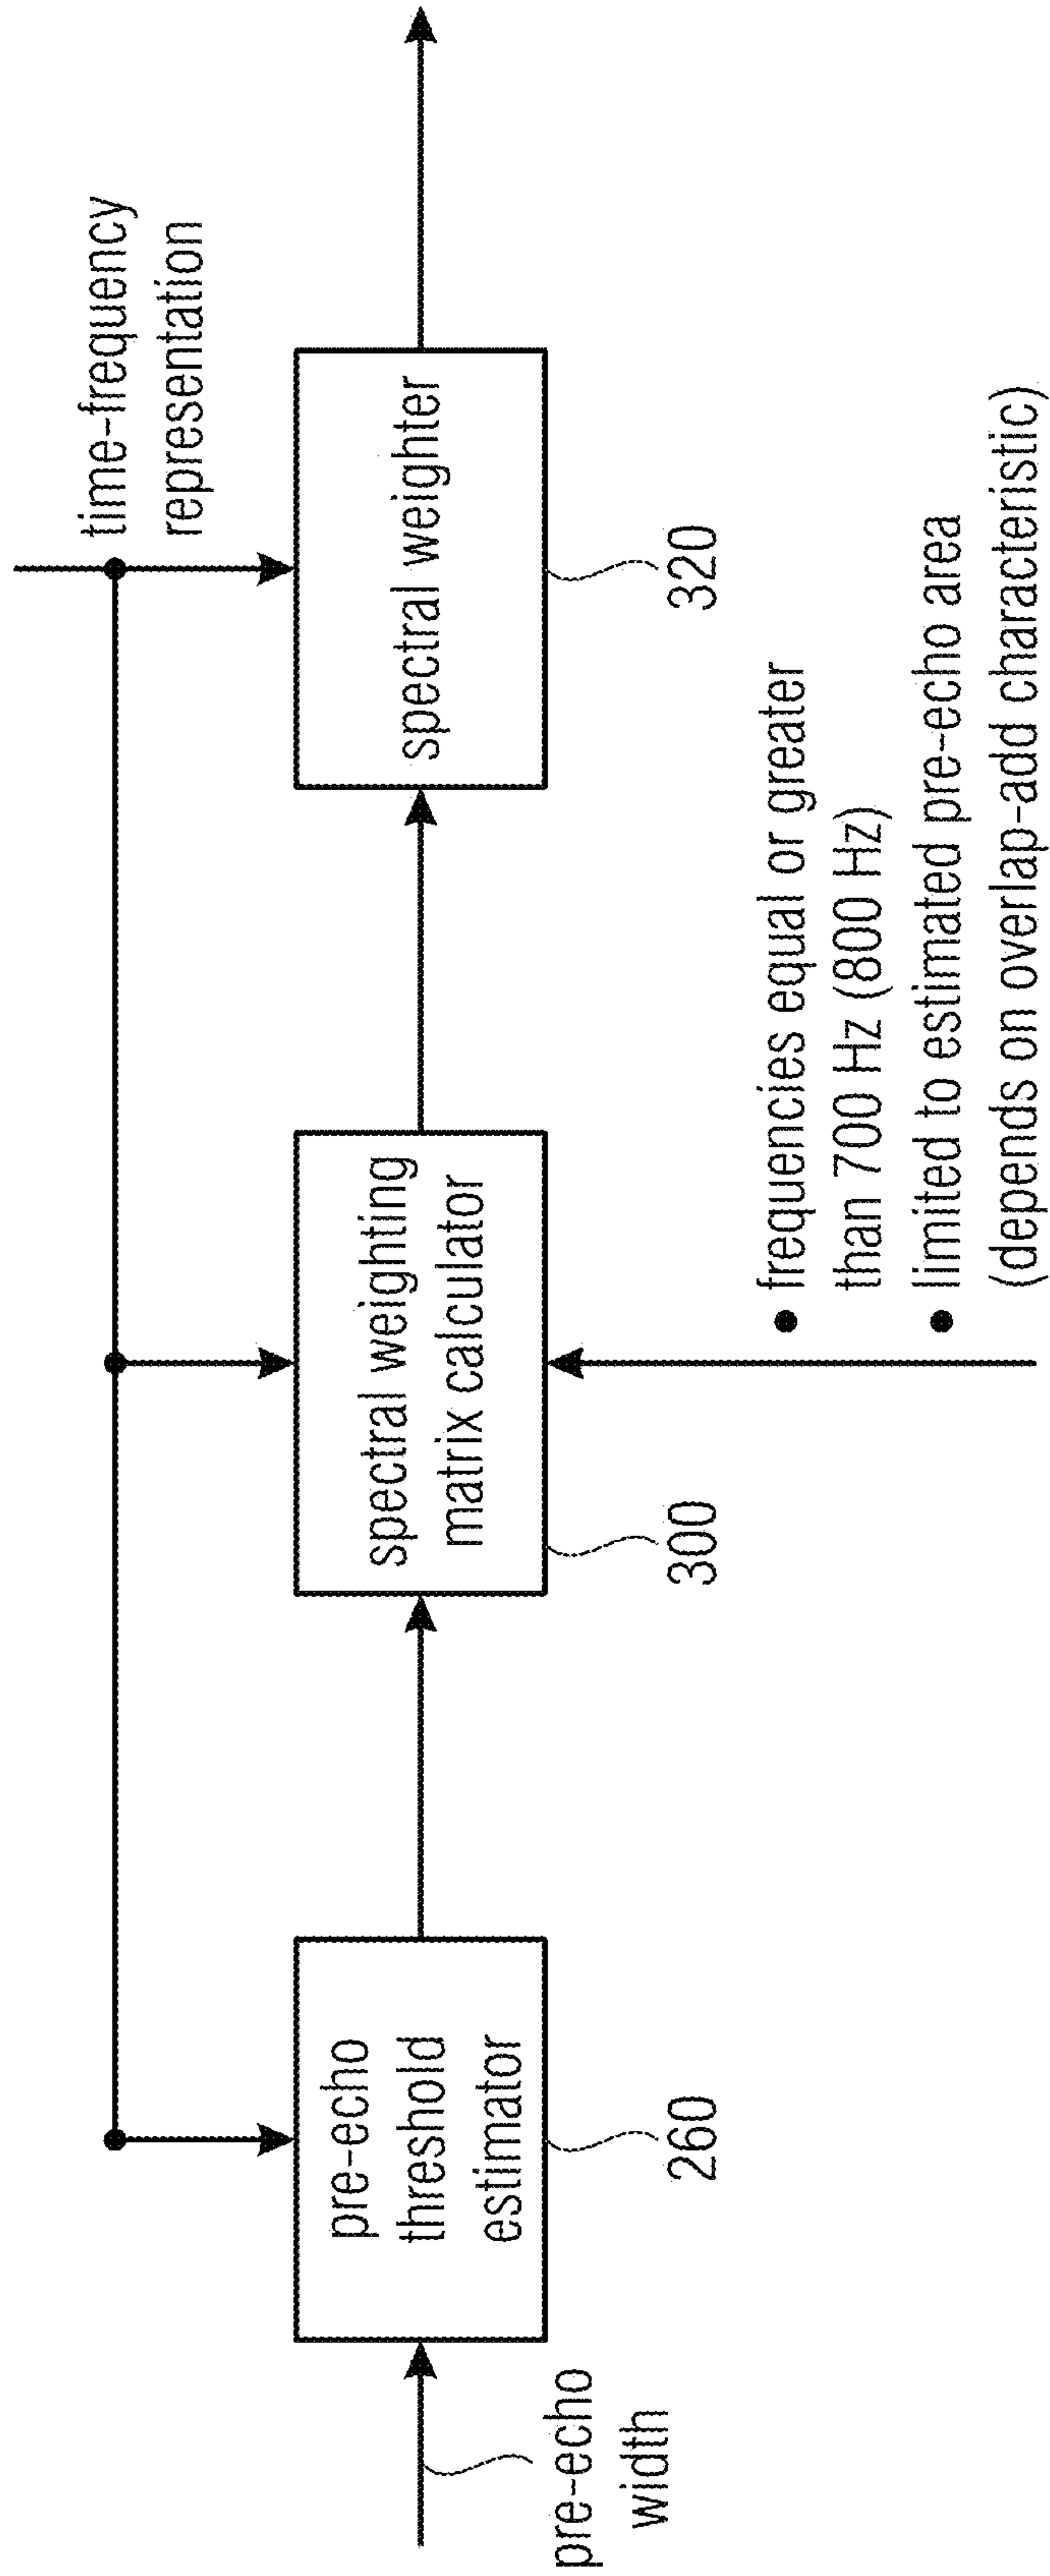 time-frequency
representation
pre-echo
width
pre-echo
threshold
estimator
260
spectral weighting
matrix calculator
300
spectral weighter
320
● frequencies equal or greater
than 700 Hz (800 Hz)
● limited to estimated pre-echo area
(depends on overlap-add characteristic)